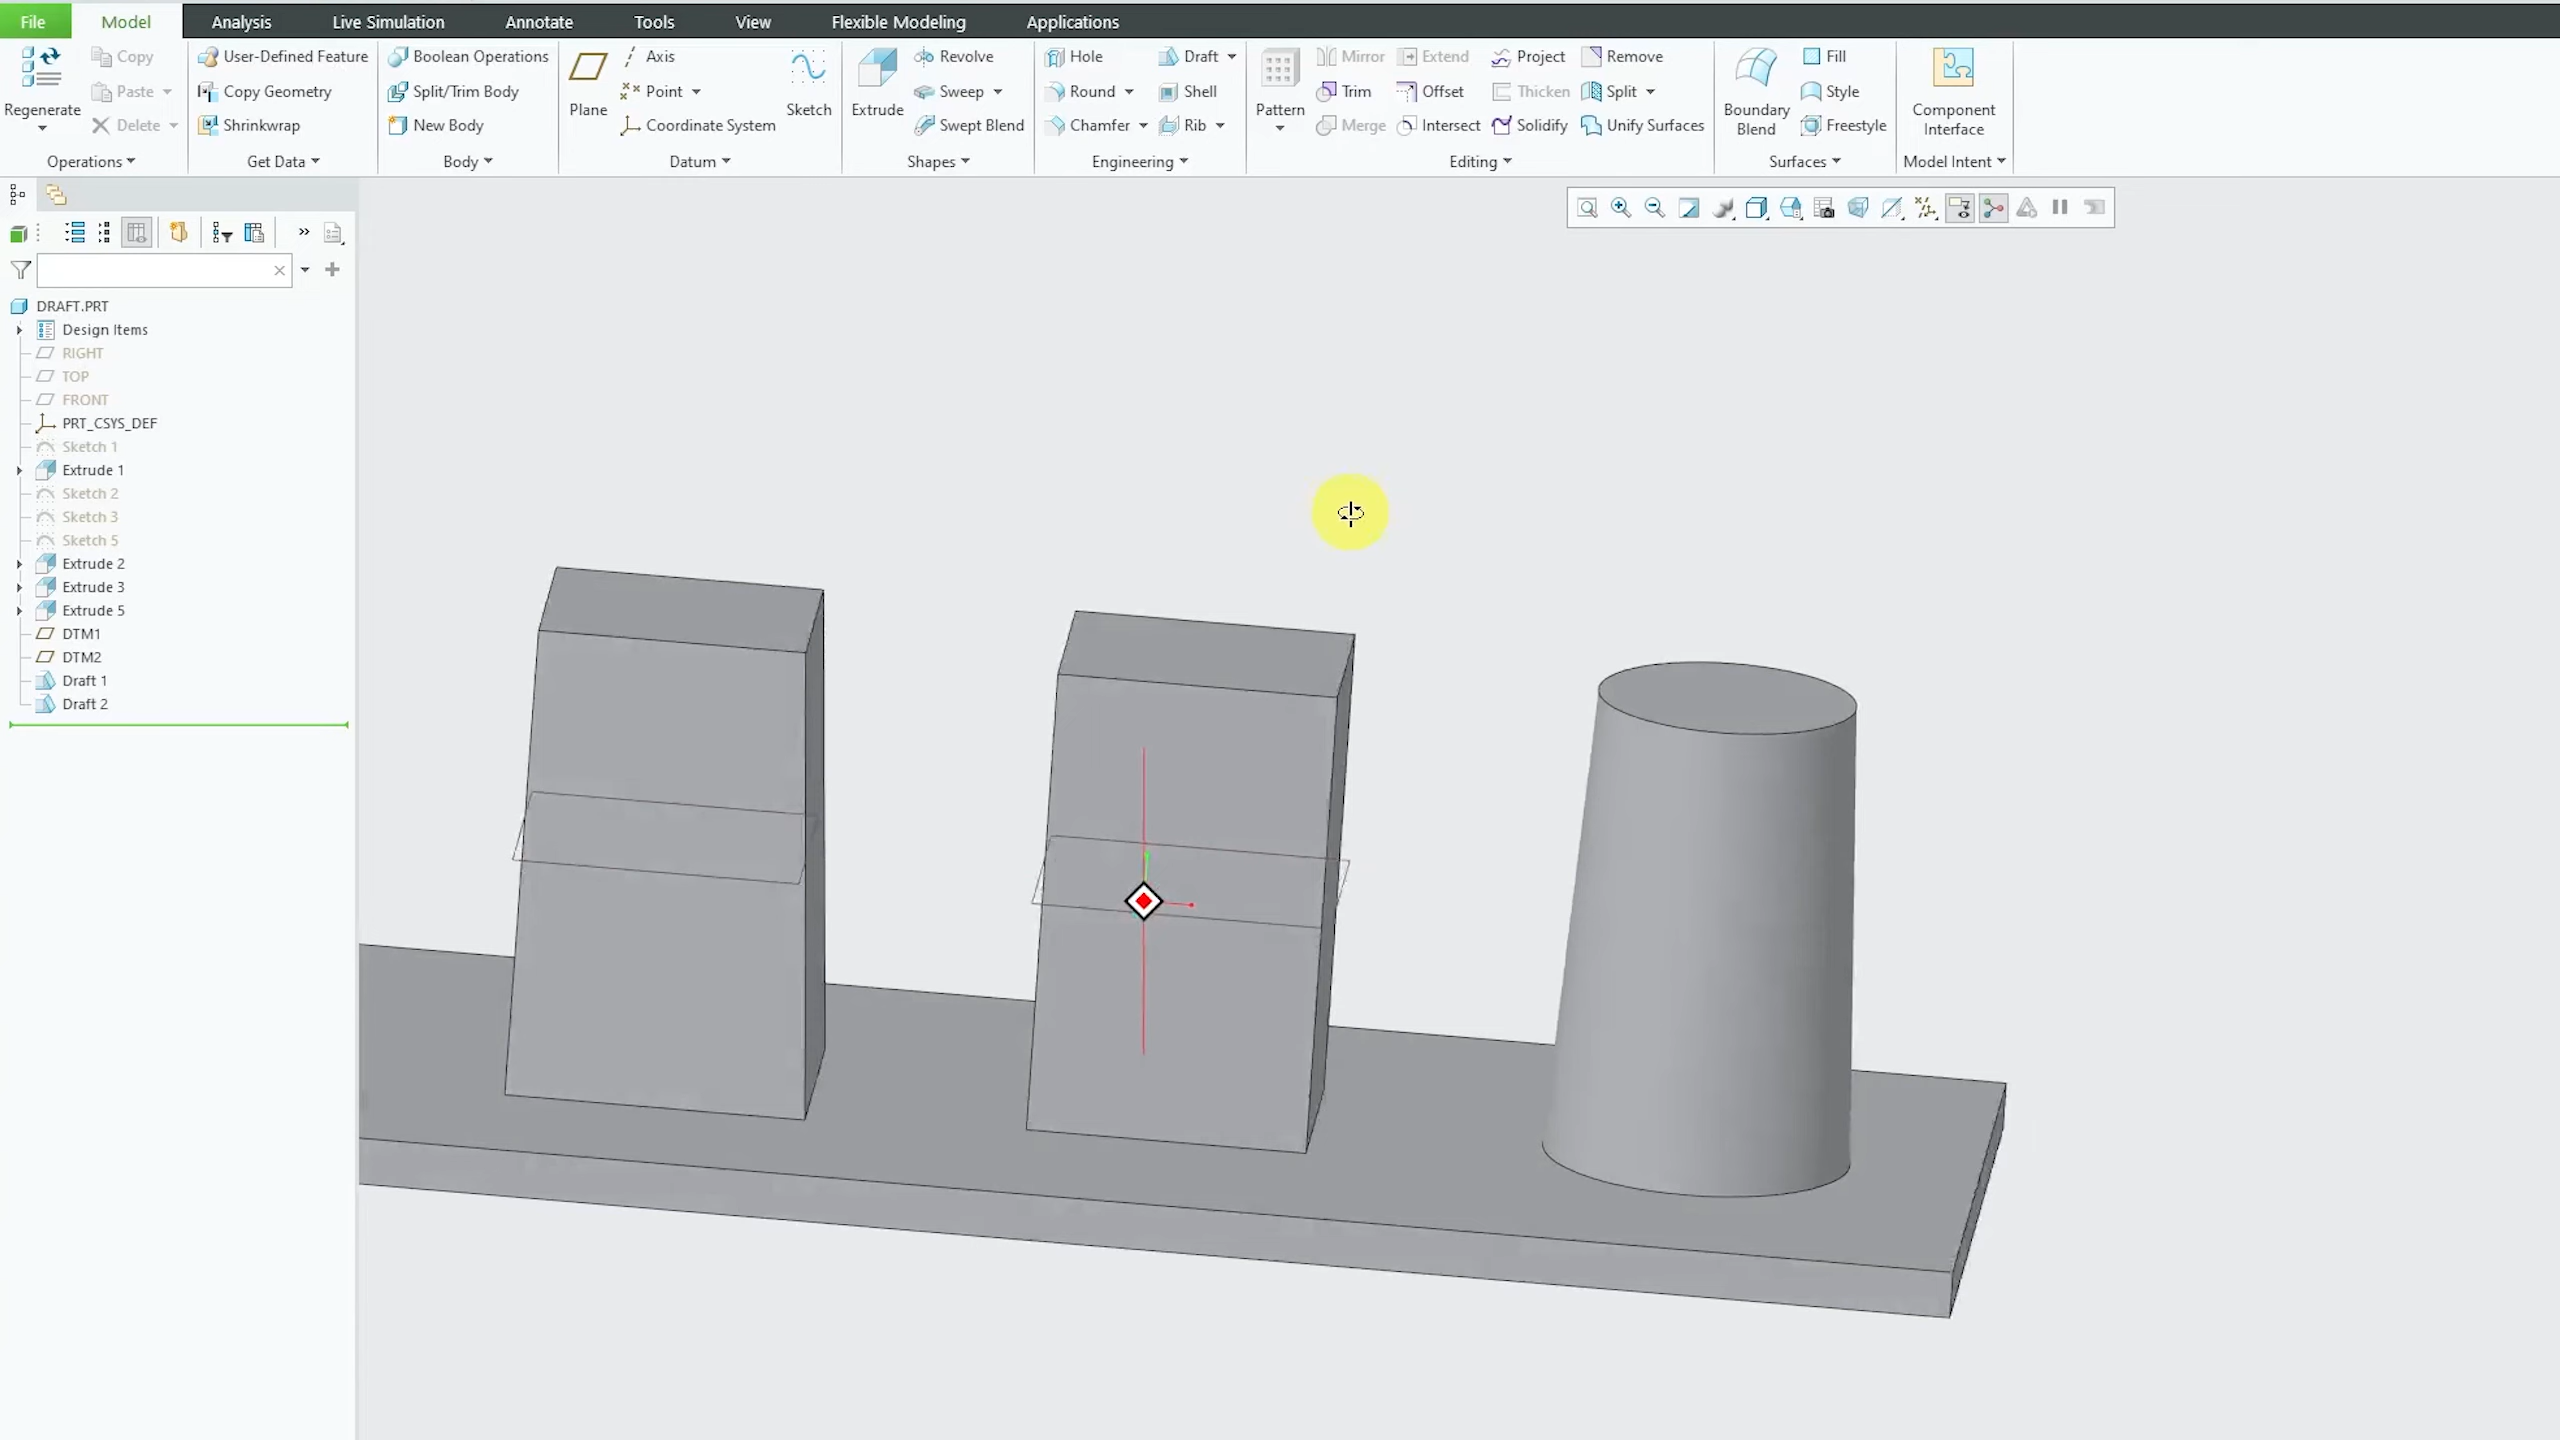 File Model Analysis Live Simulation Annotate Tools View Flexible Modeling Applications
Regenerate
Copy
Paste
Delete
Operations
User-Defined Feature
Copy Geometry
Shrinkwrap
Get Data
Boolean Operations
Split/Trim Body
New Body
Body
Plane
Axis
Point
Coordinate System
Sketch
Datum
Extrude
Revolve
Sweep
Swept Blend
Shapes
Hole
Round
Chamfer
Draft
Shell
Rib
Engineering
Pattern
Mirror
Trim
Merge
Extend
Offset
Intersect
Project
Thicken
Solidify
Remove
Split
Unify Surfaces
Editing
Boundary
Blend
Fill
Style
Freestyle
Surfaces
Component
Interface
Model Intent
DRAFT.PRT
Design Items
RIGHT
TOP
FRONT
PRT_CSYS_DEF
Sketch 1
Extrude 1
Sketch 2
Sketch 3
Sketch 5
Extrude 2
Extrude 3
Extrude 5
DTM1
DTM2
Draft 1
Draft 2